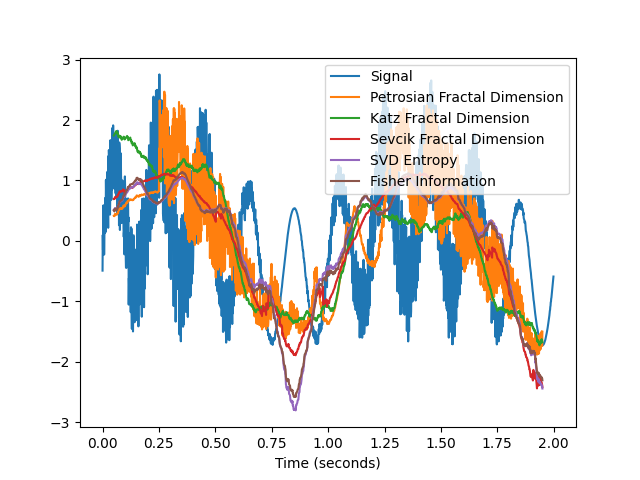 3
2
1
0
−1
−2
−3
Signal
Petrosian Fractal Dimension
Katz Fractal Dimension
Sevcik Fractal Dimension
SVD Entropy
Fisher Information
0.00 0.25 0.50 0.75 1.00 1.25 1.50 1.75 2.00
Time (seconds)